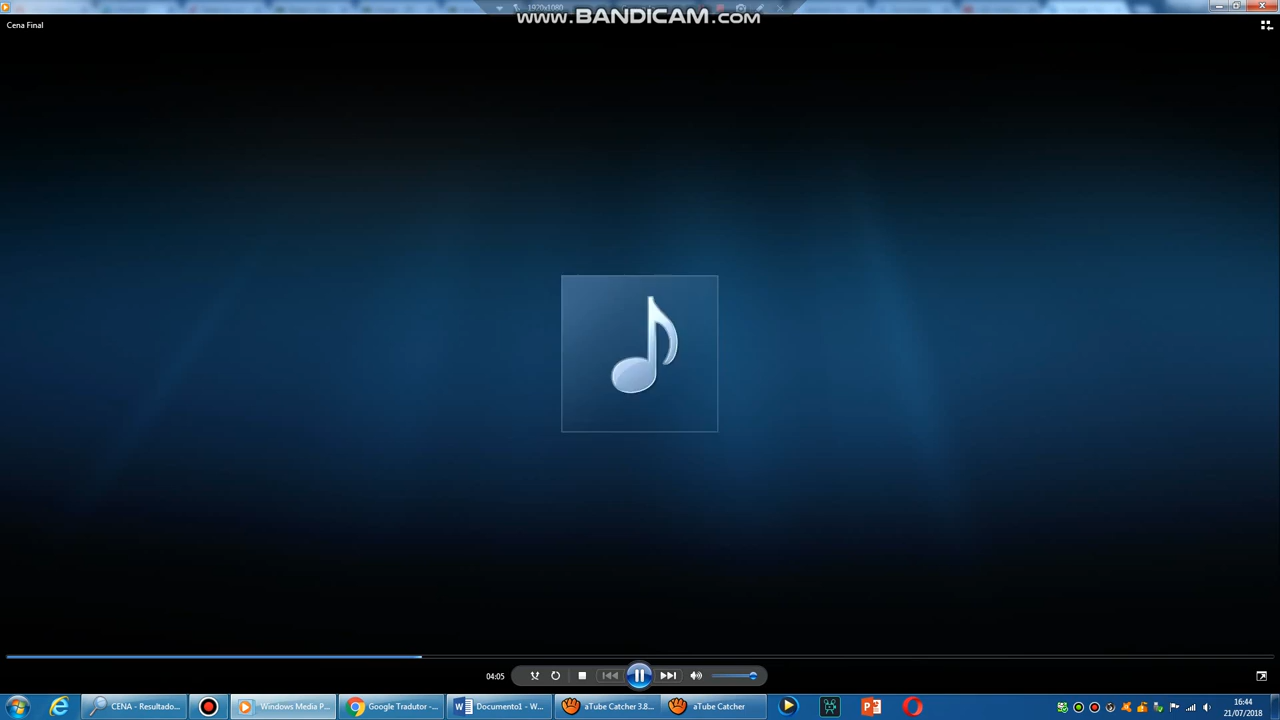 1920x1080
www.BANDICAM.com
Cena Final
04:05
CENA - Resultado...
Windows Media P...
Google Tradutor -...
Documento1 - W...
aTube Catcher 3.8...
aTube Catcher
16:44
21/07/2018